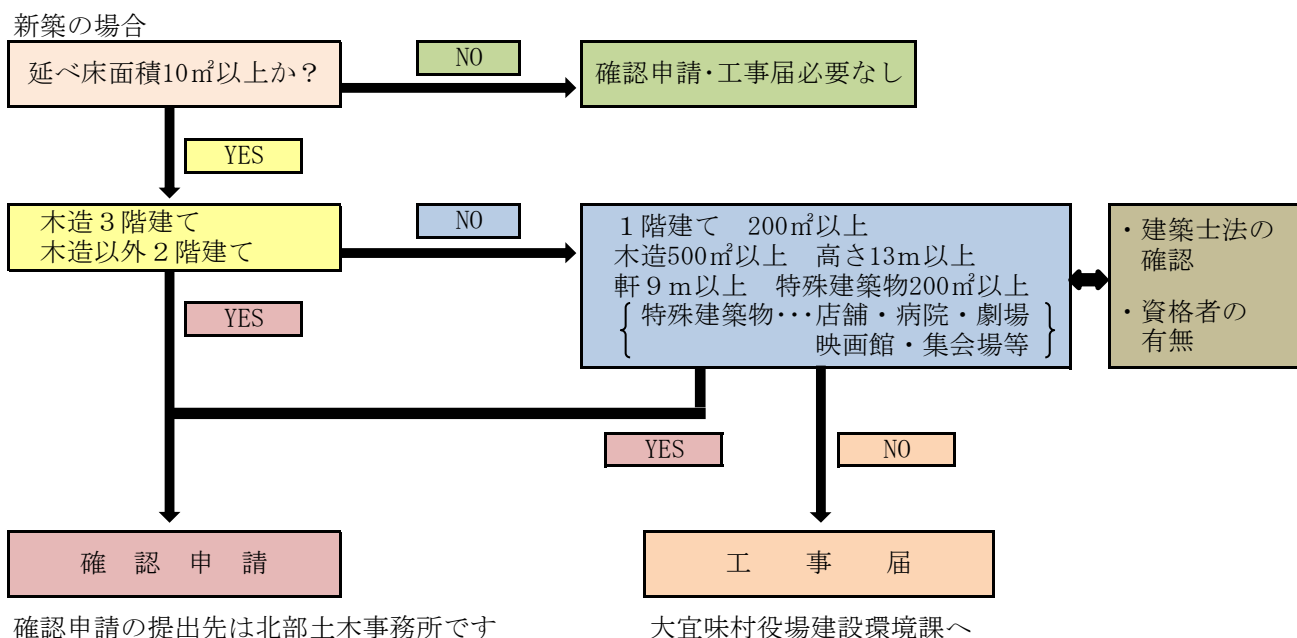 新築の場合
延べ床面積10㎡以上か？
NO
確認申請・工事届必要なし
YES
木造３階建て
木造以外２階建て
NO
１階建て　200㎡以上
木造500㎡以上　高さ13ｍ以上
軒９ｍ以上　特殊建築物200㎡以上
特殊建築物･･･店舗・病院・劇場
映画館・集会場等
・建築士法の
確認
・資格者の
有無
YES
YES
NO
確　認　申　請
工　事　届
確認申請の提出先は北部土木事務所です
大宜味村役場建設環境課へ